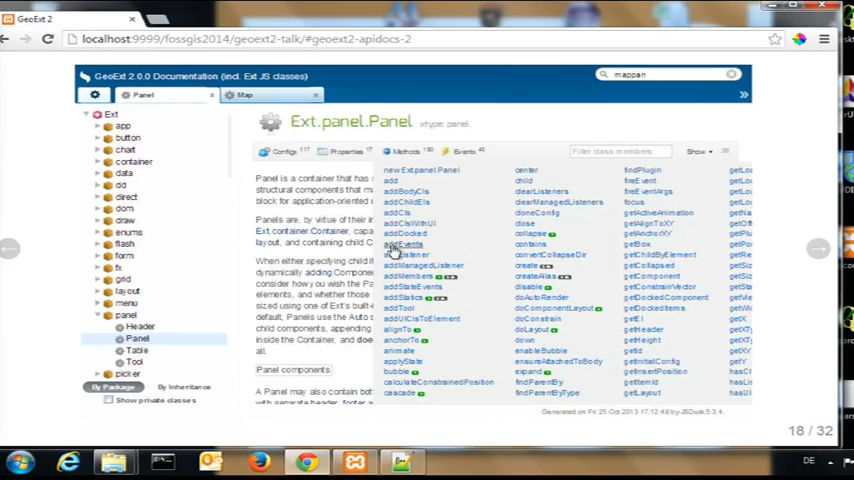 GeoExt 2
localhost:9999/fossgis2014/geoext2-talk/#geoext2-apidocs-2
GeoExt 2.0.0 Documentation (incl. Ext JS classes)
mappan
Panel
Map
Ext
app
button
chart
container
data
dd
direct
dom
draw
enums
flash
form
fx
grid
layout
menu
panel
Header
Panel
Table
Tool
picker
By Package
By Inheritance
Show private classes
Ext.panel.Panel xtype: panel
Configs 117 Properties 17 Methods Events
Filter class members
Show
Panel is a container that has
structural components that
block for application-oriented
Panels are, by virtue of their
Ext.container.Container, capa
layout, and containing child C
When either specifying child
dynamically adding Compone
consider how you wish the Pa
elements, and whether those
sized using one of Ext's built-
default, Panels use the Auto s
child components, appending
inside the Container, and doe
all.
Panel components
A Panel may also contain bott
with separate header, footer a
new Ext.panel.Panel
add
addBodyCls
addChildEls
addCls
addClsWithUI
addDocked
addEvents
addManagedListener
addMembers
addStateEvents
addStatics
addTool
addUIClsToElement
alignTo
anchorTo
animate
applyState
bubble
calculateConstrainedPosition
cascade
center
child
clearListeners
clearManagedListeners
cloneConfig
close
collapse
contains
convertCollapseDir
create
createAlias
disable
doAutoRender
doComponentLayout
doConstrain
doLayout
down
enableBubble
ensureAttachedToBody
expand
findParentBy
findParentByType
findPlugin
fireEvent
fireEventArgs
focus
getActiveAnimation
getAlignToXY
getAnchorXY
getBox
getChildByElement
getCollapsed
getConstrainVector
getDockedComponent
getDockedItems
getEl
getHeader
getHeight
getId
getInitialConfig
getInsertPosition
getItemId
getLayout
Generated on Fri 25 Oct 2013 17:12:48 by JSDuck 5.3.4.
18 / 32
DE